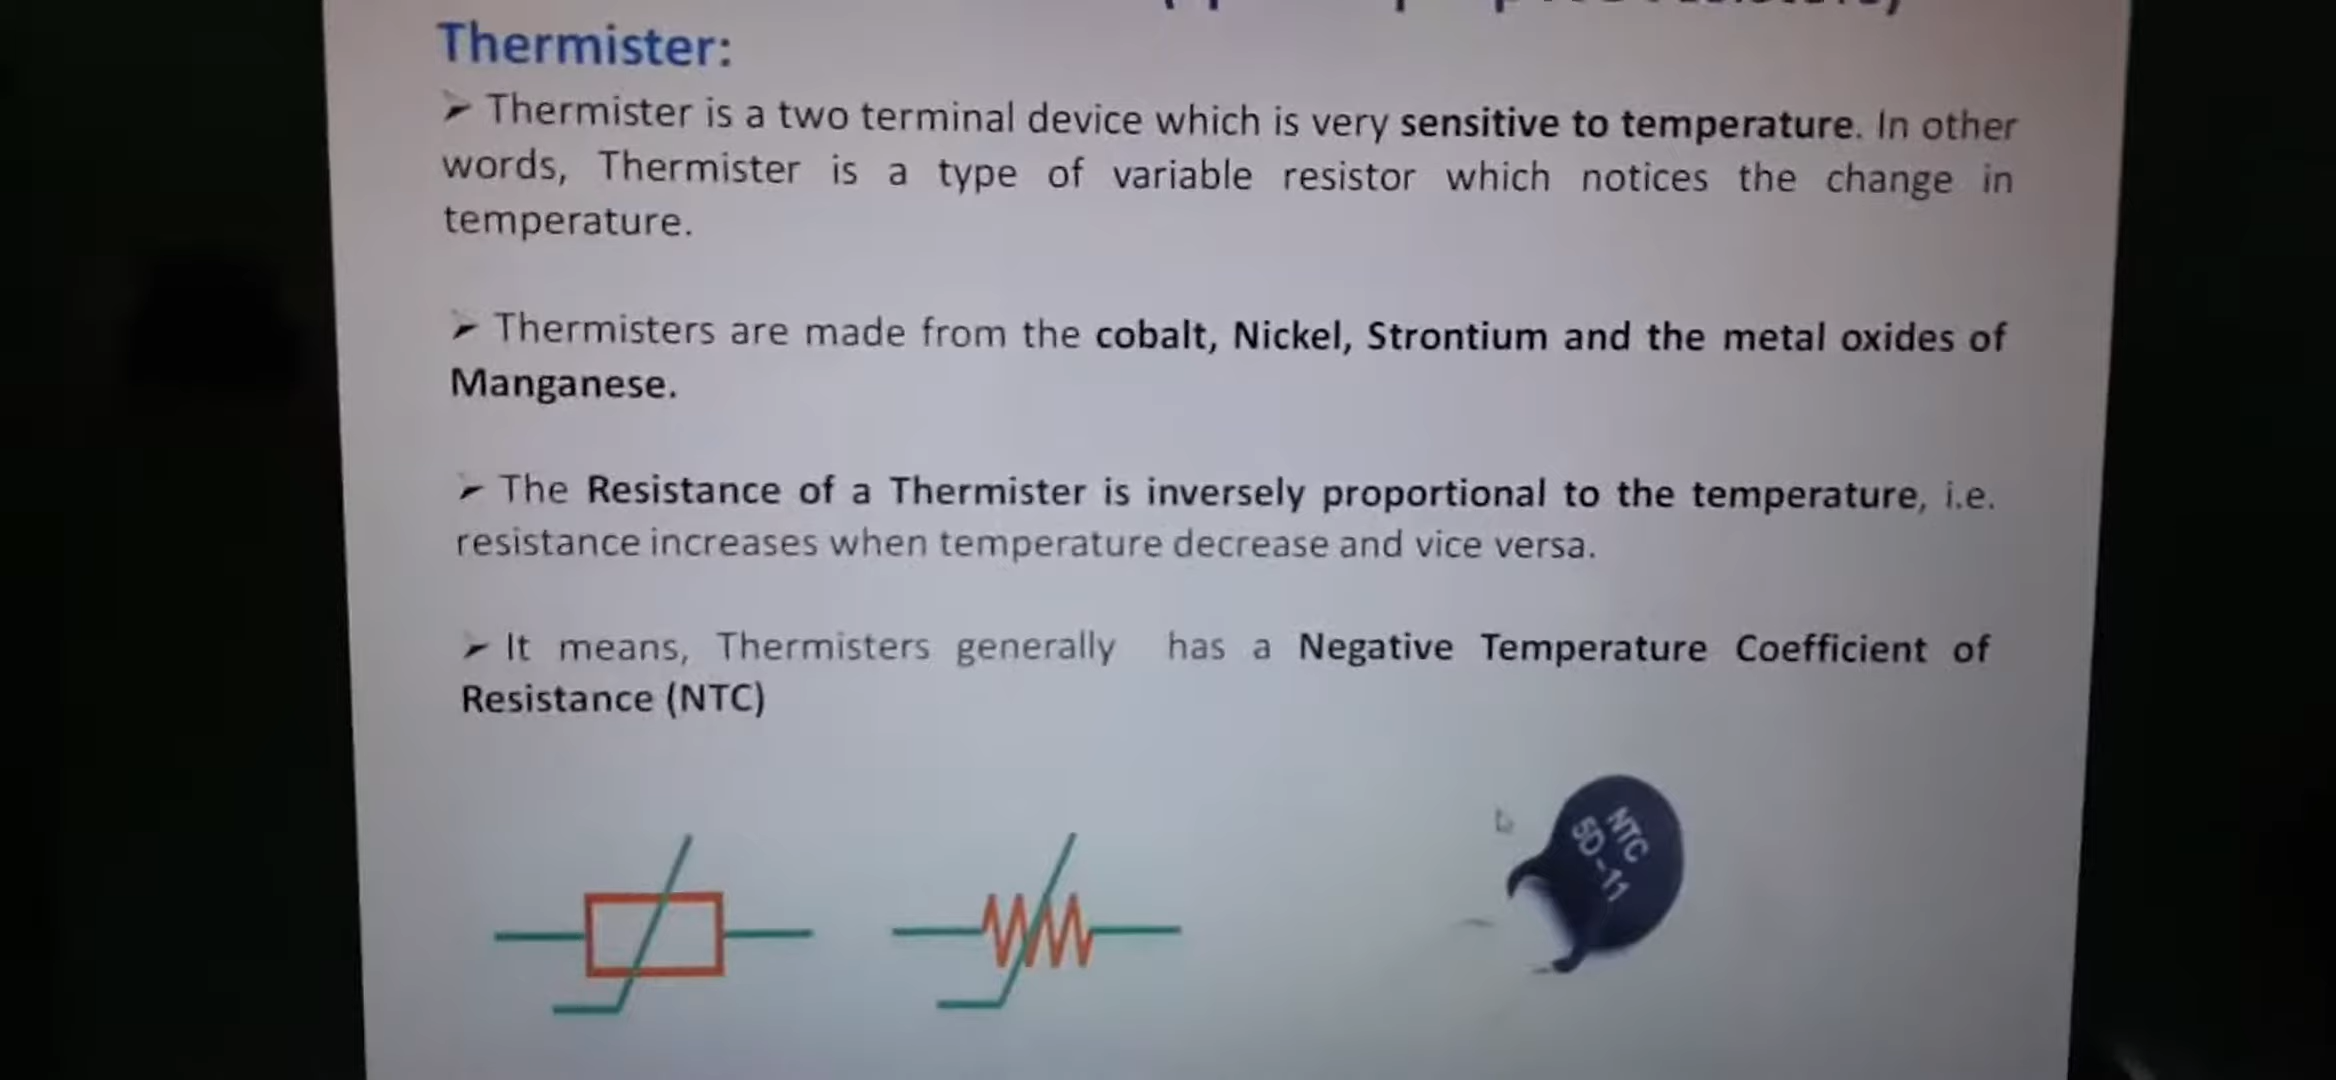 Thermister:
➤ Thermister is a two terminal device which is very sensitive to temperature. In other
words, Thermister is a type of variable resistor which notices the change in
temperature.
➤ Thermisters are made from the cobalt, Nickel, Strontium and the metal oxides of
Manganese.
➤ The Resistance of a Thermister is inversely proportional to the temperature, i.e.
resistance increases when temperature decrease and vice versa.
➤ It means, Thermisters generally has a Negative Temperature Coefficient of
Resistance (NTC)
NTC
5D-11